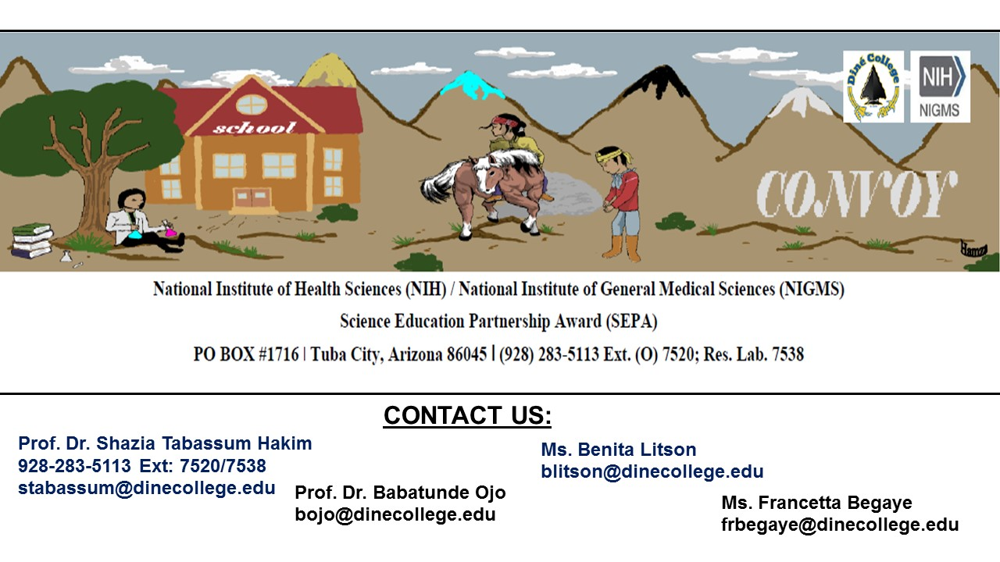 Diné College
NIH
NIGMS
school
CONVOY
Hamza
National Institute of Health Sciences (NIH) / National Institute of General Medical Sciences (NIGMS)
Science Education Partnership Award (SEPA)
PO BOX #1716 | Tuba City, Arizona 86045 | (928) 283-5113 Ext. (O) 7520; Res. Lab. 7538
CONTACT US:
Prof. Dr. Shazia Tabassum Hakim
928-283-5113 Ext: 7520/7538
stabassum@dinecollege.edu
Prof. Dr. Babatunde Ojo
bojo@dinecollege.edu
Ms. Benita Litson
blitson@dinecollege.edu
Ms. Francetta Begaye
frbegaye@dinecollege.edu